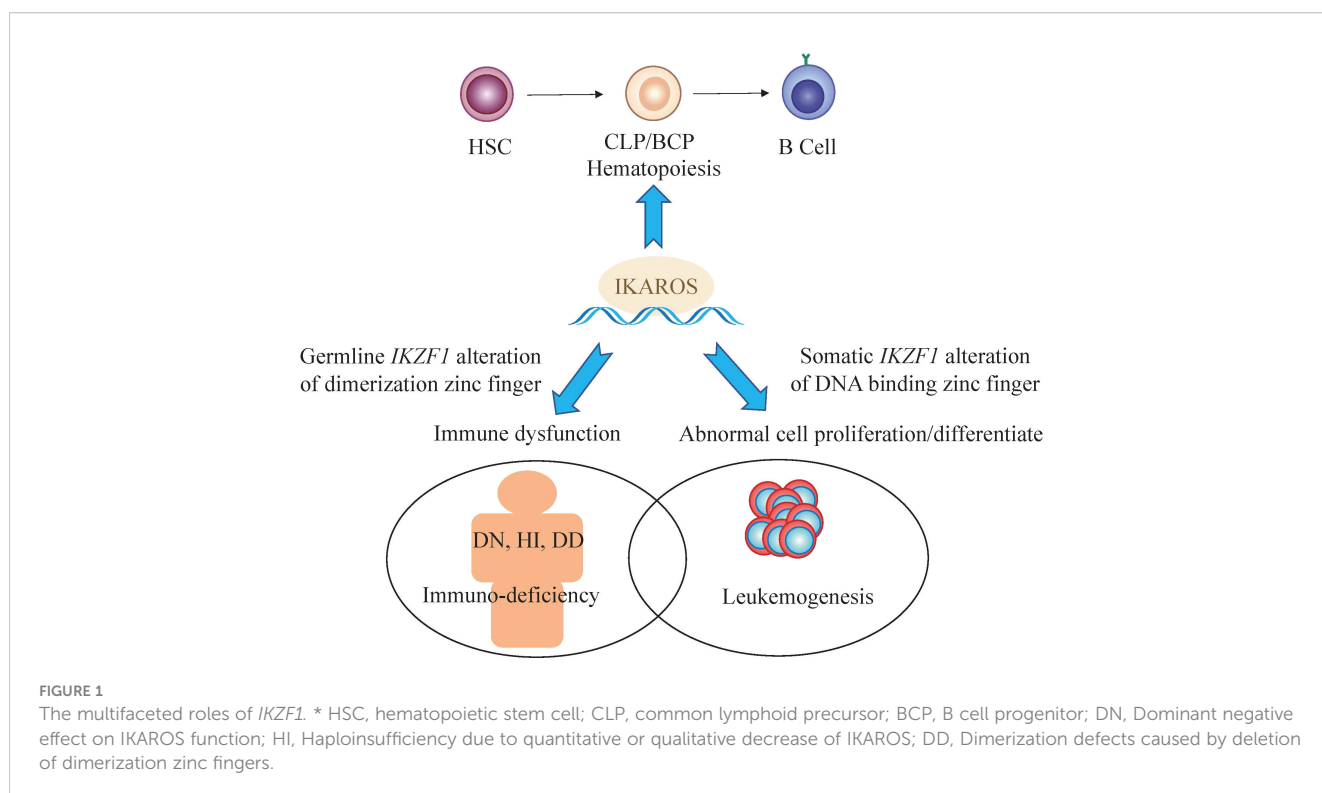 HSC
CLP/BCP
Hematopoiesis
B Cell
IKAROS
Germline IKZF1 alteration
of dimerization zinc finger
Somatic IKZF1 alteration
of DNA binding zinc finger
Immune dysfunction
Abnormal cell proliferation/differentiate
DN, HI, DD
Immuno-deficiency
Leukemogenesis
FIGURE 1
The multifaceted roles of IKZF1. * HSC, hematopoietic stem cell; CLP, common lymphoid precursor; BCP, B cell progenitor; DN, Dominant negative
effect on IKAROS function; HI, Haploinsufficiency due to quantitative or qualitative decrease of IKAROS; DD, Dimerization defects caused by deletion
of dimerization zinc fingers.